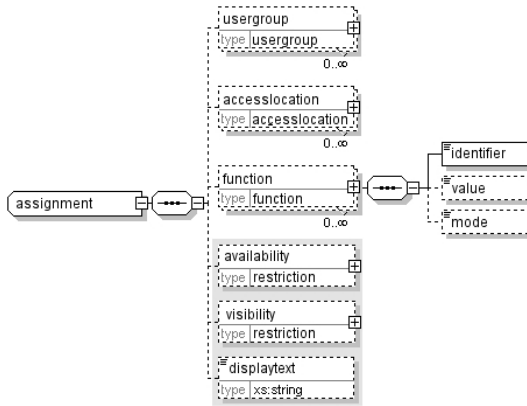 usergroup
type usergroup
0..∞
accesslocation
type accesslocation
0..∞
function
type function
0..∞
identifier
value
mode
assignment
availability
type restriction
visibility
type restriction
displaytext
type xs:string